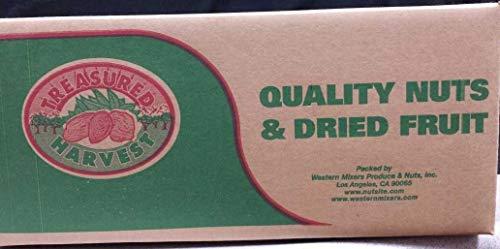 TREASURED
HARVEST
QUALITY NUTS
& DRIED FRUIT
Packed by
Western Mixers Produce & Nuts, Inc.
Los Angeles, CA 90065
www.nutsite.com
www.westernmixers.com